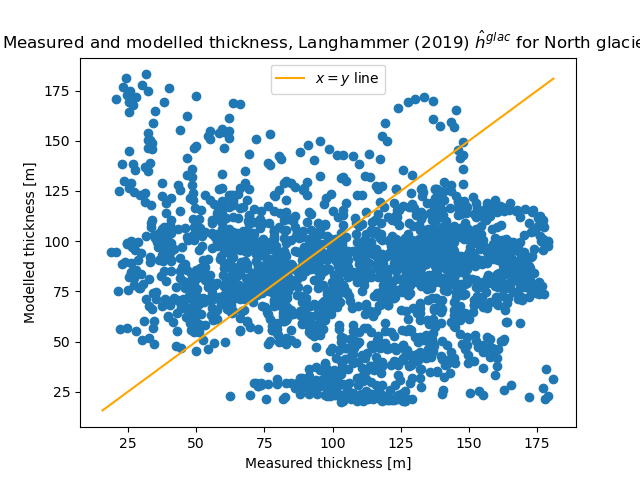 Measured and modelled thickness, Langhammer (2019) ĥ^glac for North glacie
x = y line
Modelled thickness [m]
175
150
125
100
75
50
25
25 50 75 100 125 150 175
Measured thickness [m]